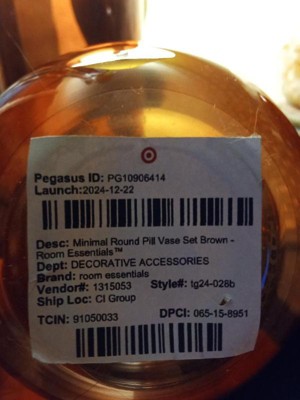 Pegasus ID: PG10906414
Launch:2024-12-22
Desc: Minimal Round Pill Vase Set Brown -
Room Essentials™
Dept: DECORATIVE ACCESSORIES
Brand: room essentials
Vendor#: 1315053 Style#: tg24-028b
Ship Loc: CI Group
TCIN: 91050033 DPCI: 065-15-8951